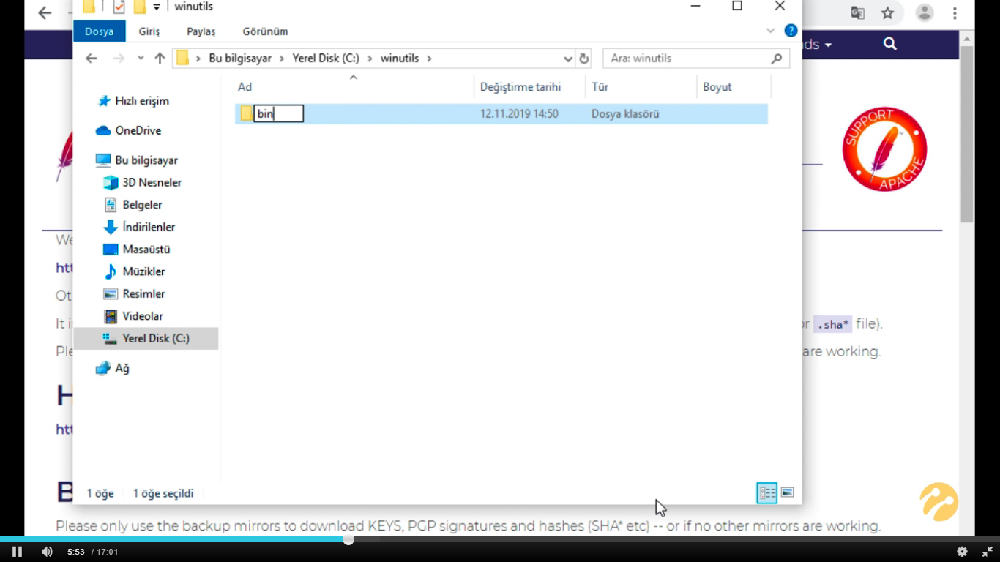 winutils
Dosya Giriş Paylaş Görünüm
Bu bilgisayar Yerel Disk (C:) winutils
Ara: winutils
ds
Ad Değiştirme tarihi Tür Boyut
bin 12.11.2019 14:50 Dosya klasörü
Hızlı erişim
OneDrive
Bu bilgisayar
3D Nesneler
Belgeler
İndirilenler
Masaüstü
Müzikler
Resimler
Videolar
Yerel Disk (C:)
Ağ
SUPPORT
APACHE
We
htt
Ot
It i
.sha* file).
Ple
are working.
H
htt
B
1 öğe 1 öğe seçildi
Please only use the backup mirrors to download KEYS, PGP signatures and hashes (SHA* etc) -- or if no other mirrors are working.
5:53 / 17:01